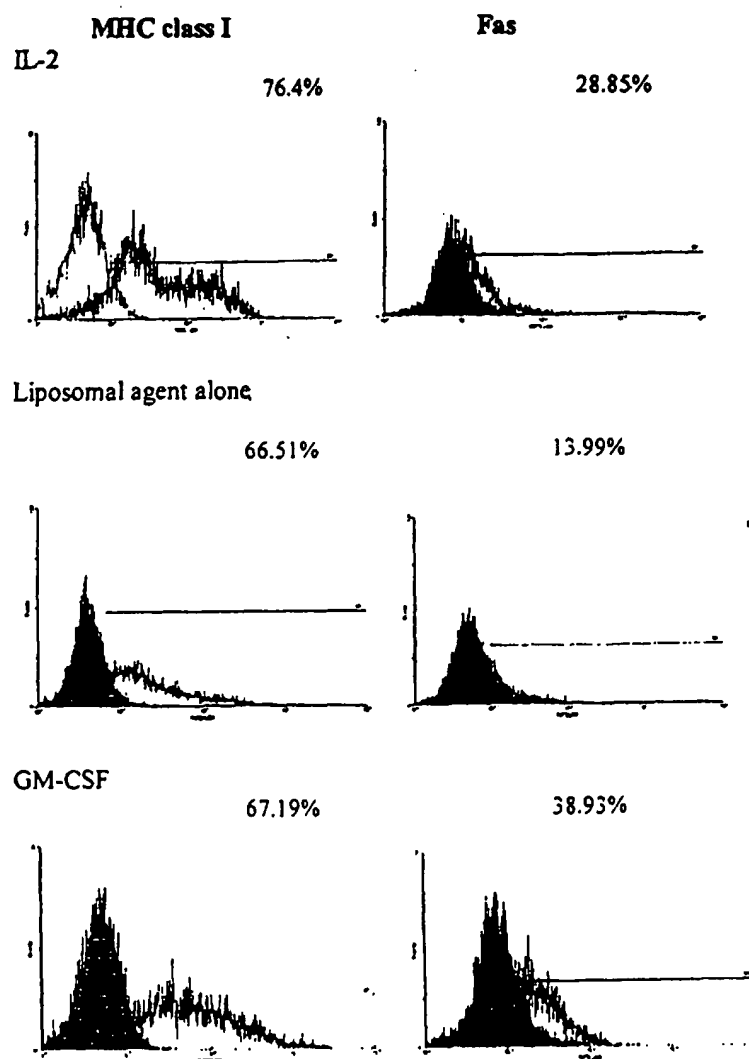 MHC class I Fas
IL-2
76.4% 28.85%
Liposomal agent alone
66.51% 13.99%
GM-CSF
67.19% 38.93%